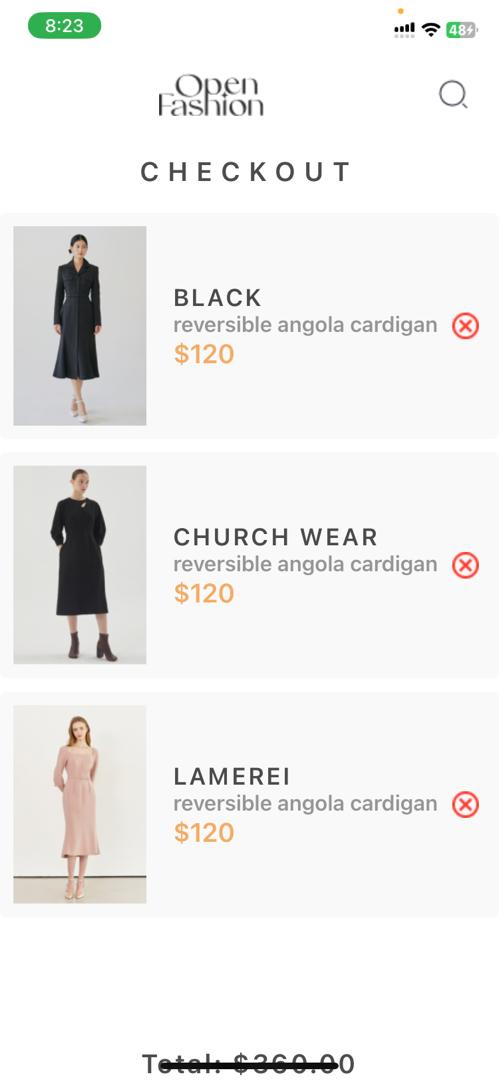 8:23
48
Open
Fashion
CHECKOUT
BLACK
reversible angola cardigan
$120
CHURCH WEAR
reversible angola cardigan
$120
LAMEREI
reversible angola cardigan
$120
Total: $360.00